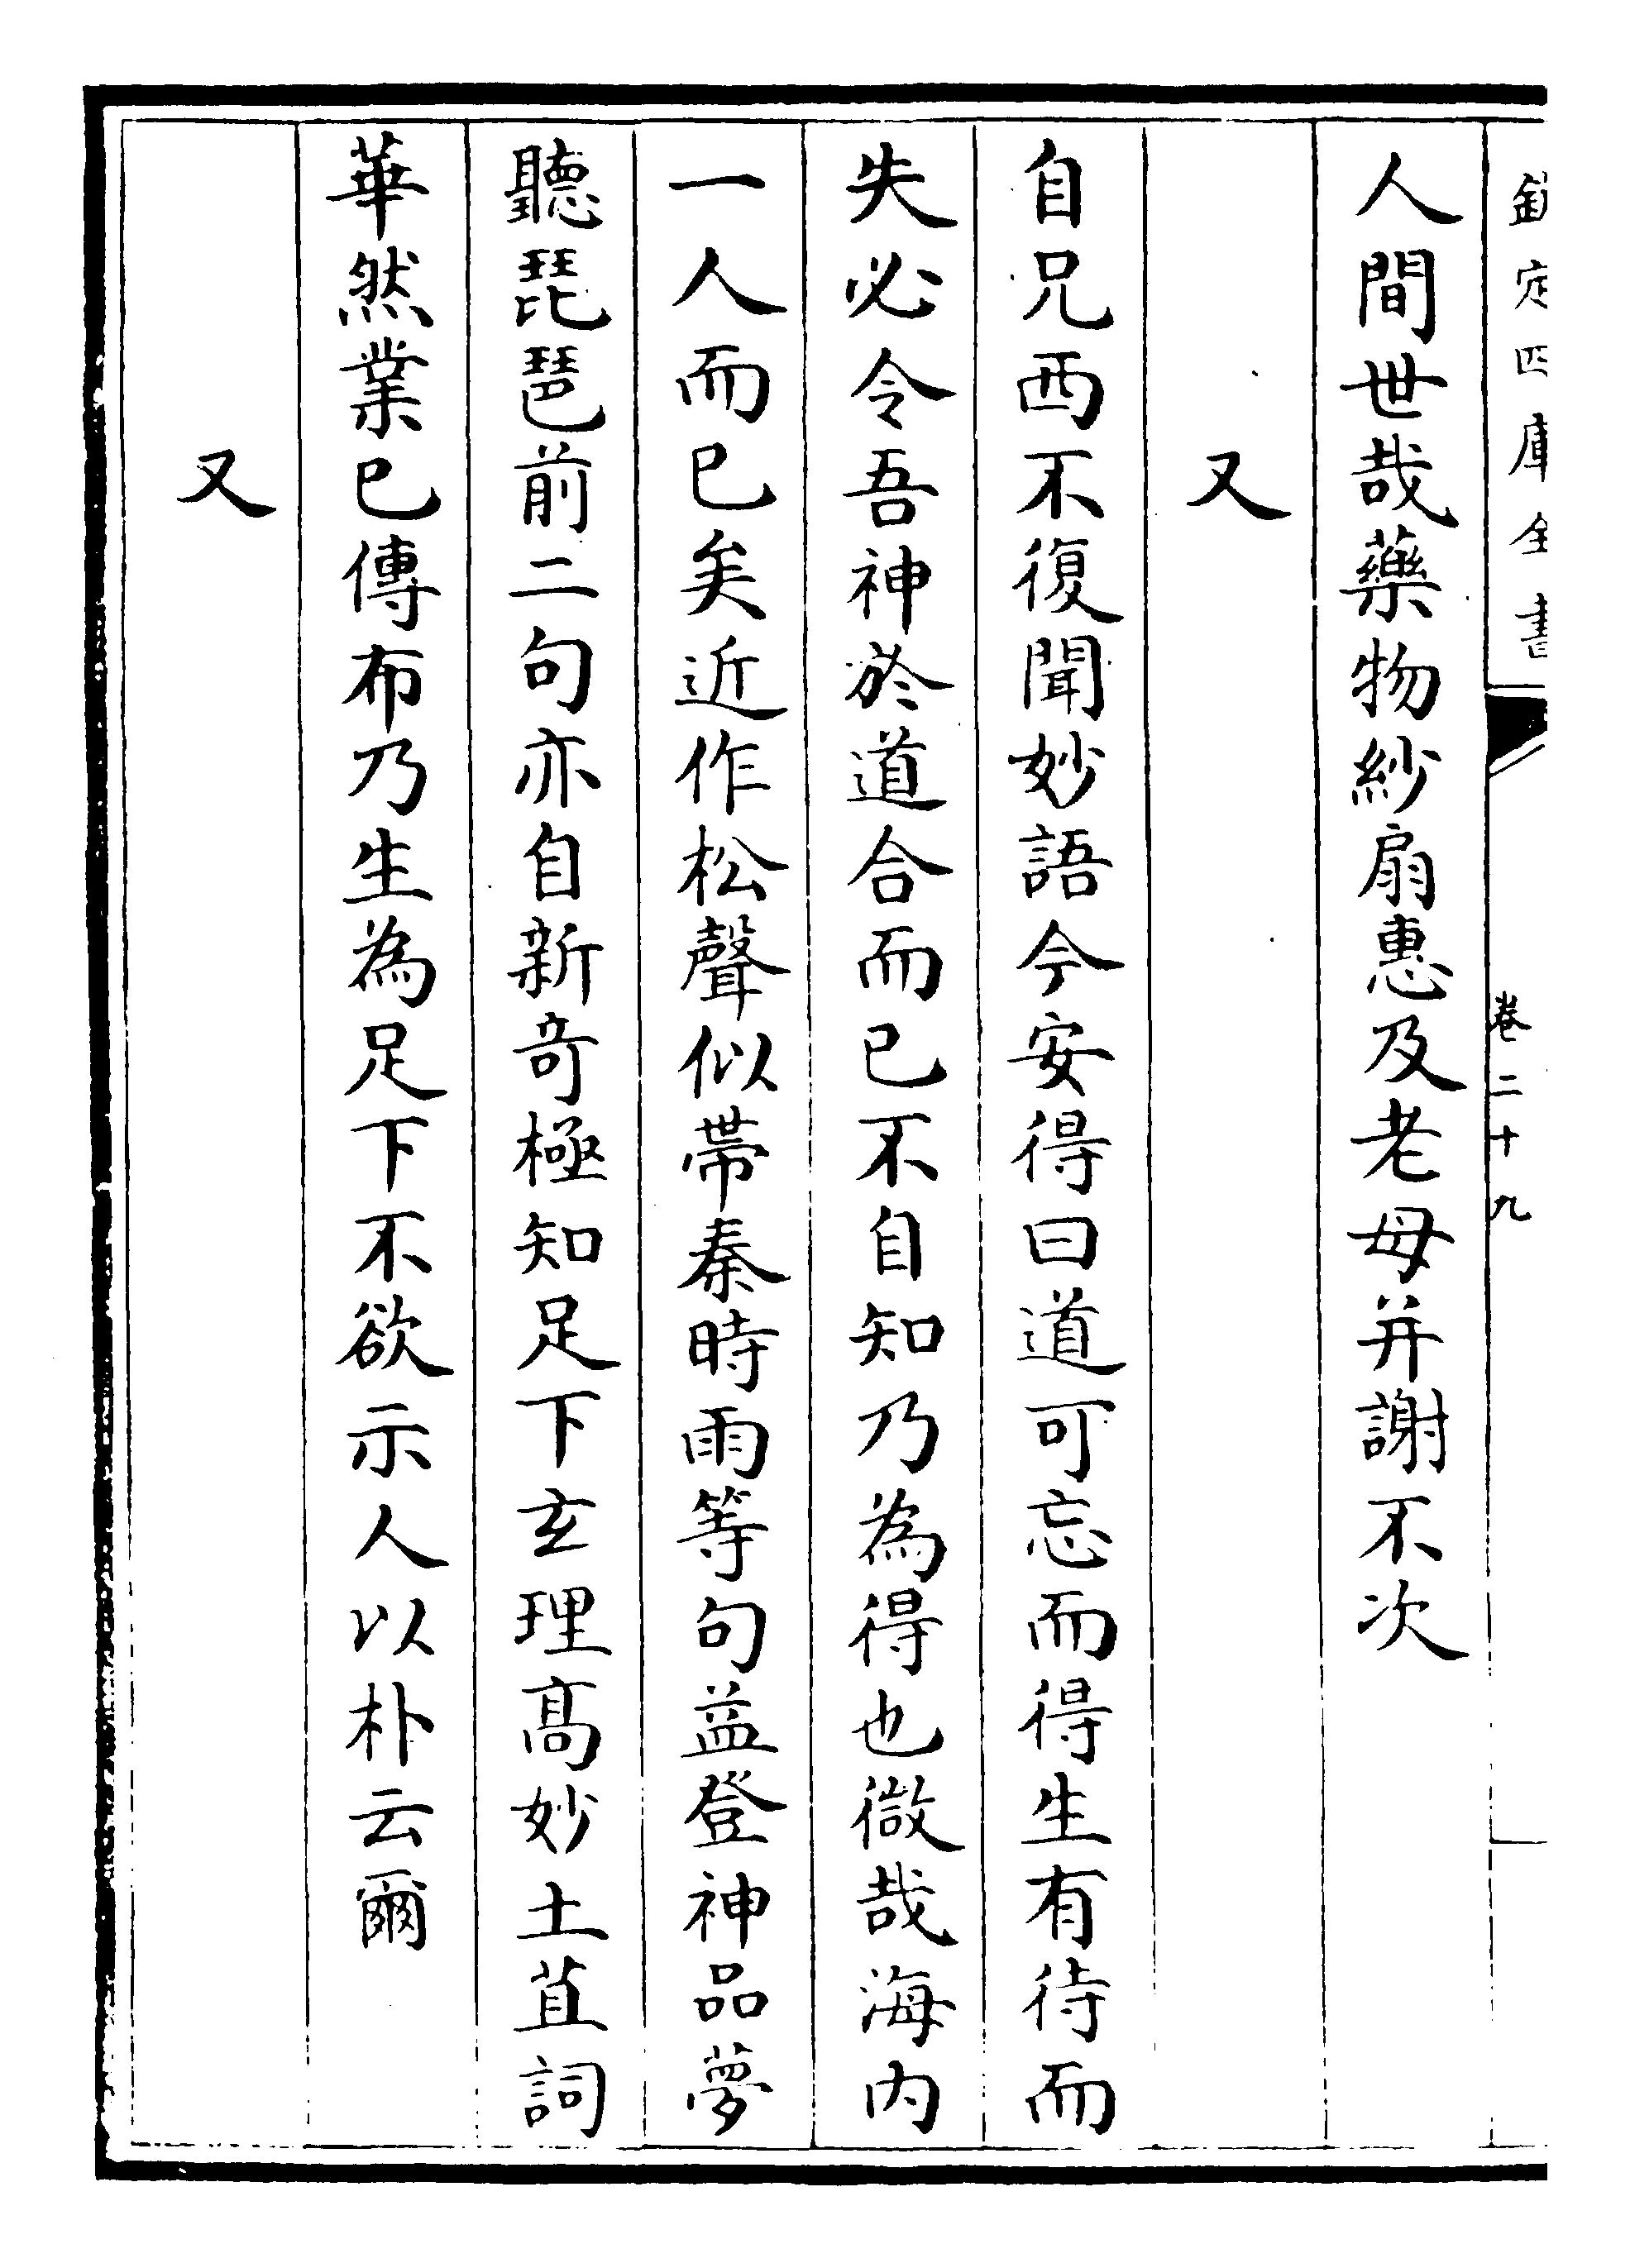 欽定四庫全書
卷二十九
人間世哉藥物紗扇惠及老母并謝不次
又
自兄西不復聞妙語今安得曰道可忘而得生有待而
失必令吾神於道合而已不自知乃為得也微哉海内
一人而已矣近作松聲似帶秦時雨等句益登神品夢
聽琵琶前二句亦自新奇極知足下玄理髙妙土苴詞
華然業已傳布乃生為足下不欲示人以朴云爾
又